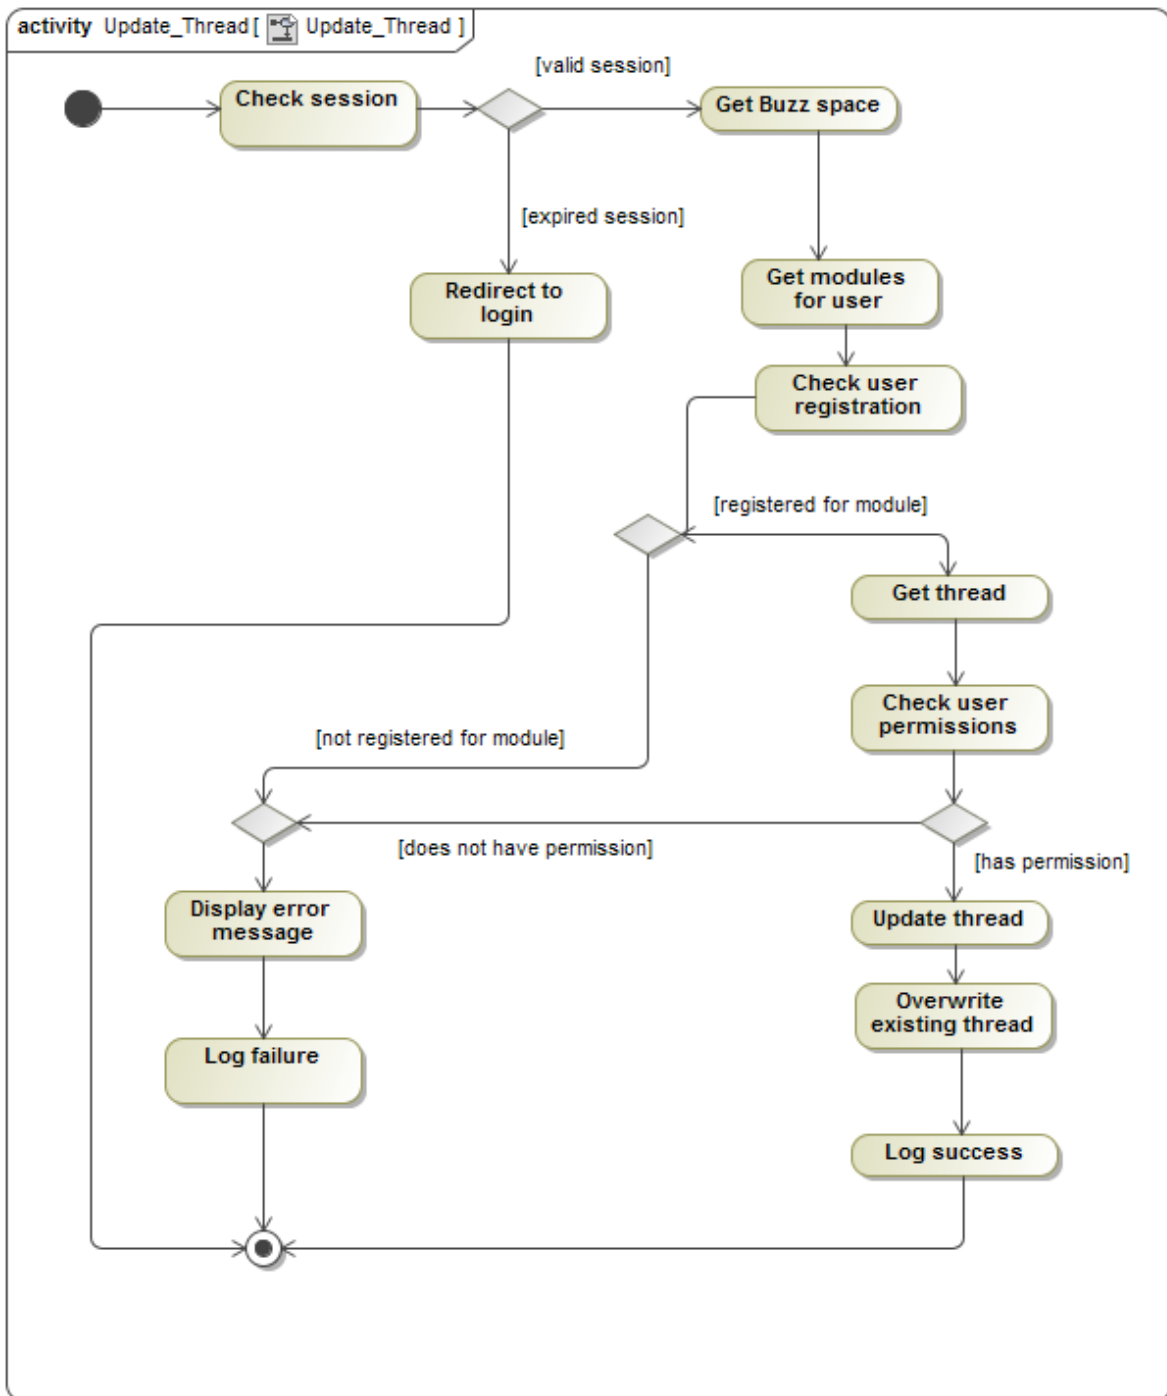 activity Update_Thread [ Update_Thread ]
[valid session]
Check session
Get Buzz space
[expired session]
Redirect to
login
Get modules
for user
Check user
registration
[registered for module]
Get thread
Check user
permissions
[not registered for module]
[does not have permission]
[has permission]
Display error
message
Update thread
Overwrite
existing thread
Log failure
Log success